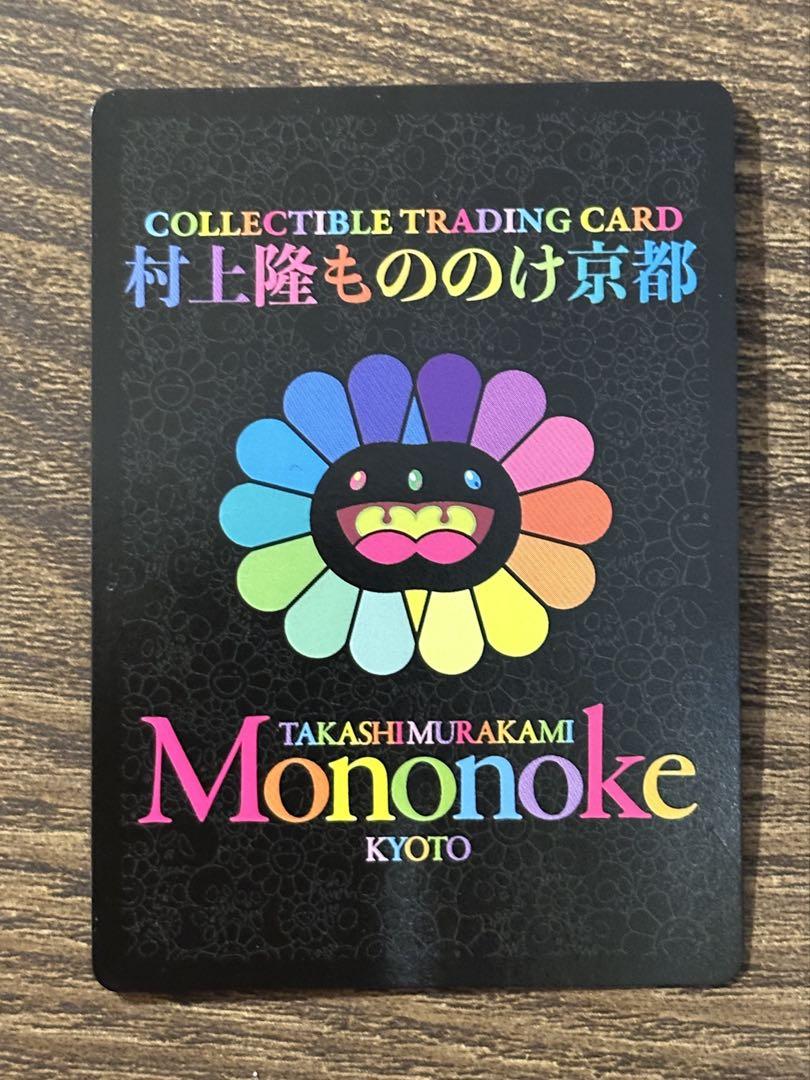 COLLECTIBLE TRADING CARD
村上隆もののけ京都
TAKASHI MURAKAMI
Mononoke
KYOTO